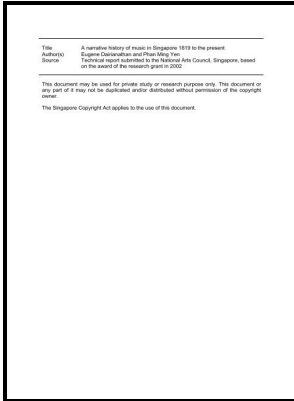 Title A narrative history of music in Singapore 1819 to the present
Author(s) Eugene Dairianathan and Phan Ming Yen
Source Technical report submitted to the National Arts Council, Singapore, based
on the award of the research grant in 2002
This document may be used for private study or research purpose only. This document or
any part of it may not be duplicated and/or distributed without permission of the copyright
owner.
The Singapore Copyright Act applies to the use of this document.